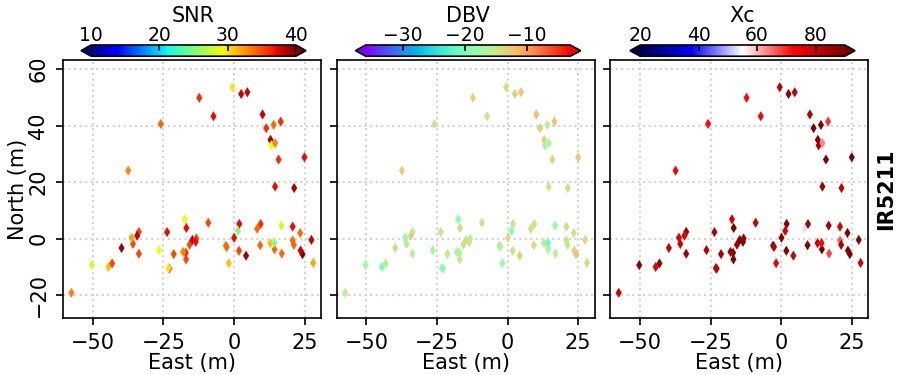 SNR DBV Xc
10 20 30 40 −30 −20 −10 20 40 60 80
60
40
20
0
−20
North (m)
−50 −25 0 25 −50 −25 0 25 −50 −25 0 25
East (m) East (m) East (m)
IR5211